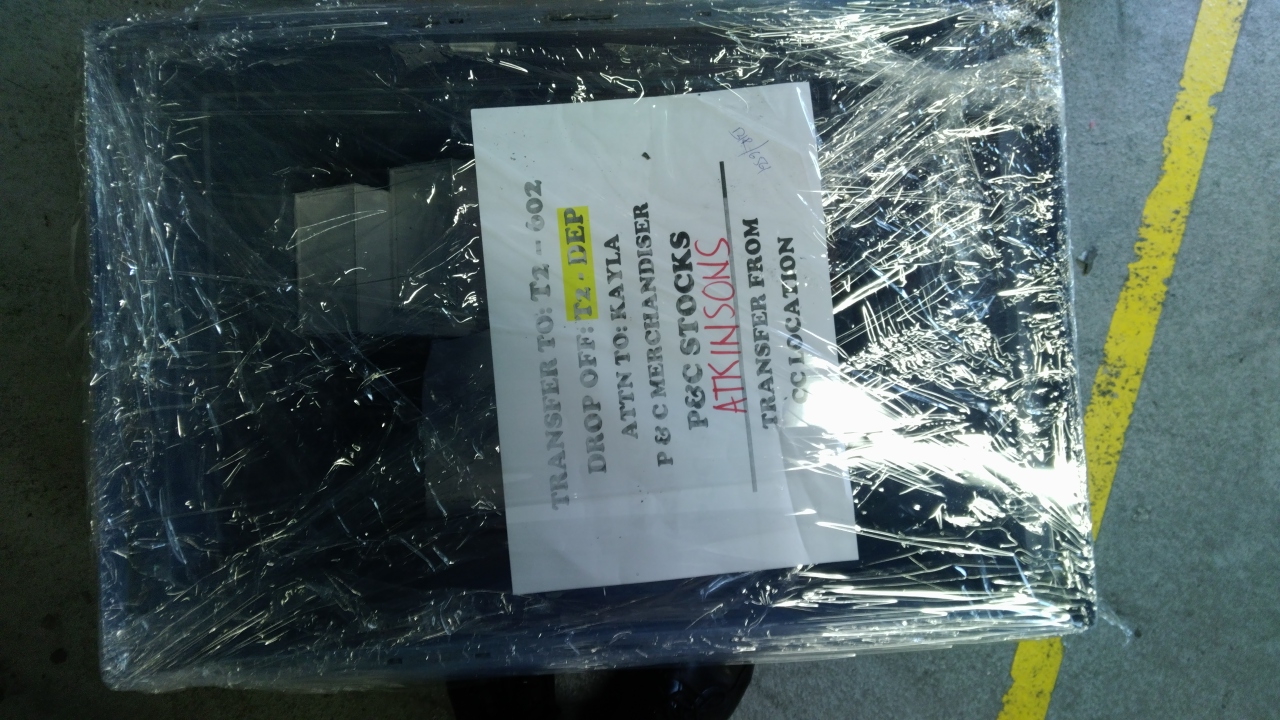 TRANSFER TO: T2 - 602
DROP OFF: T2 - DEP
ATTN TO: KAYLA
P & C MERCHANDISER
P&C STOCKS
ATKINSONS
TRANSFER FROM
CC LOCATION